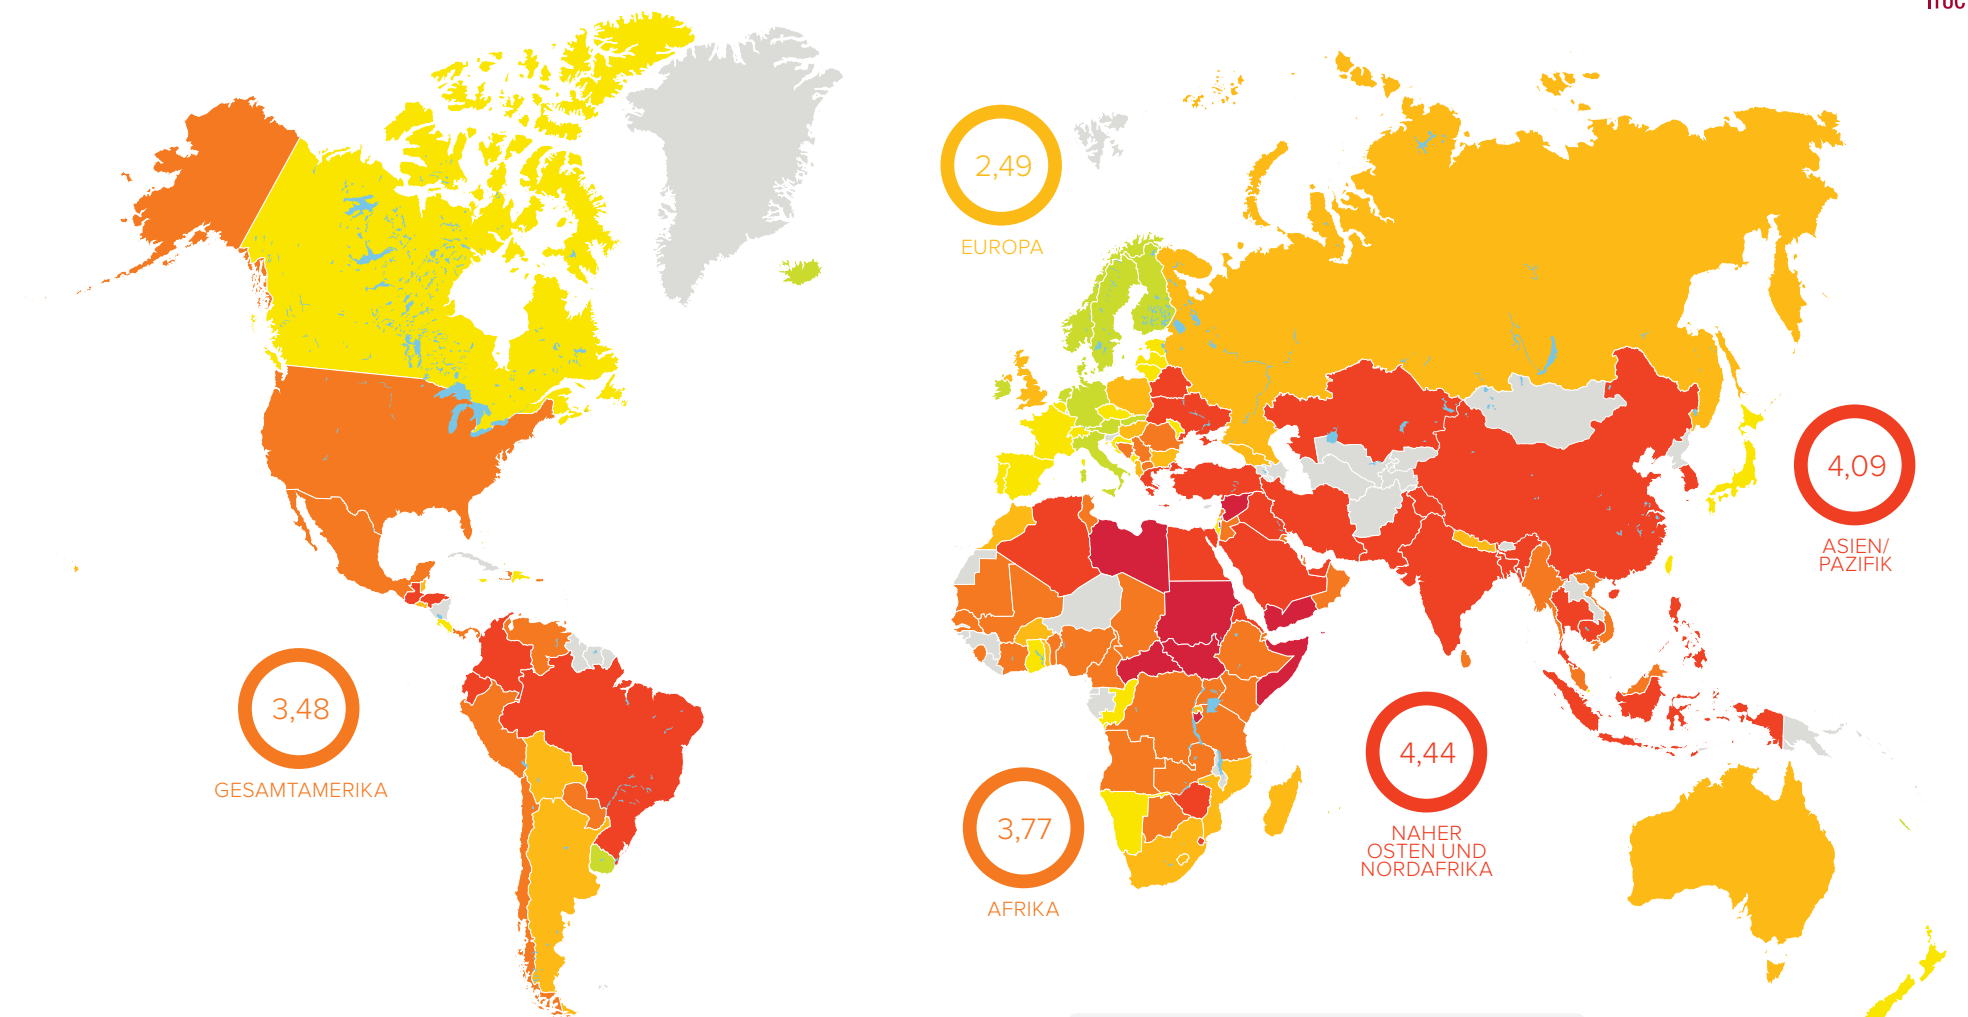 ITUC
2,49
EUROPA
4,09
ASIEN/
PAZIFIK
3,48
GESAMTAMERIKA
4,44
NAHER
OSTEN UND
NORDAFRIKA
3,77
AFRIKA